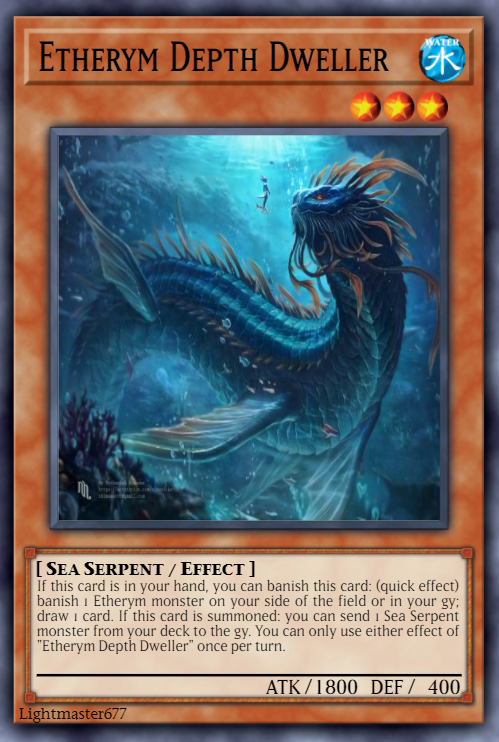 Etherym Depth Dweller
WATER
水
[ Sea Serpent / Effect ]
If this card is in your hand, you can banish this card: (quick effect)
banish 1 Etherym monster on your side of the field or in your gy;
draw 1 card. If this card is summoned: you can send 1 Sea Serpent
monster from your deck to the gy. You can only use either effect of
"Etherym Depth Dweller" once per turn.
ATK / 1800 DEF / 400
Lightmaster677